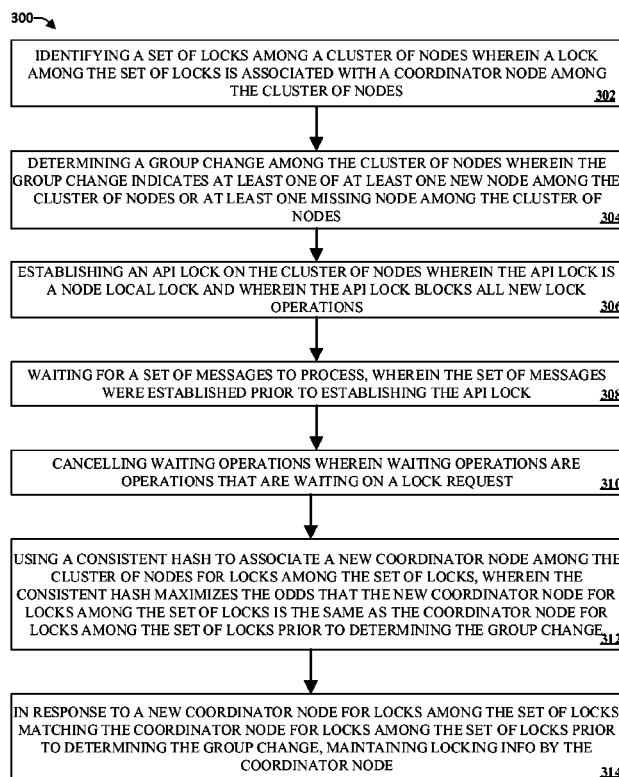 300
IDENTIFYING A SET OF LOCKS AMONG A CLUSTER OF NODES WHEREIN A LOCK
AMONG THE SET OF LOCKS IS ASSOCIATED WITH A COORDINATOR NODE AMONG
THE CLUSTER OF NODES
302
DETERMINING A GROUP CHANGE AMONG THE CLUSTER OF NODES WHEREIN THE
GROUP CHANGE INDICATES AT LEAST ONE OF AT LEAST ONE NEW NODE AMONG THE
CLUSTER OF NODES OR AT LEAST ONE MISSING NODE AMONG THE CLUSTER OF
NODES
304
ESTABLISHING AN API LOCK ON THE CLUSTER OF NODES WHEREIN THE API LOCK IS
A NODE LOCAL LOCK AND WHEREIN THE API LOCK BLOCKS ALL NEW LOCK
OPERATIONS
306
WAITING FOR A SET OF MESSAGES TO PROCESS, WHEREIN THE SET OF MESSAGES
WERE ESTABLISHED PRIOR TO ESTABLISHING THE API LOCK
308
CANCELLING WAITING OPERATIONS WHEREIN WAITING OPERATIONS ARE
OPERATIONS THAT ARE WAITING ON A LOCK REQUEST
310
USING A CONSISTENT HASH TO ASSOCIATE A NEW COORDINATOR NODE AMONG THE
CLUSTER OF NODES FOR LOCKS AMONG THE SET OF LOCKS, WHEREIN THE
CONSISTENT HASH MAXIMIZES THE ODDS THAT THE NEW COORDINATOR NODE FOR
LOCKS AMONG THE SET OF LOCKS IS THE SAME AS THE COORDINATOR NODE FOR
LOCKS AMONG THE SET OF LOCKS PRIOR TO DETERMINING THE GROUP CHANGE
312
IN RESPONSE TO A NEW COORDINATOR NODE FOR LOCKS AMONG THE SET OF LOCKS
MATCHING THE COORDINATOR NODE FOR LOCKS AMONG THE SET OF LOCKS PRIOR
TO DETERMINING THE GROUP CHANGE, MAINTAINING LOCKING INFO BY THE
COORDINATOR NODE
314